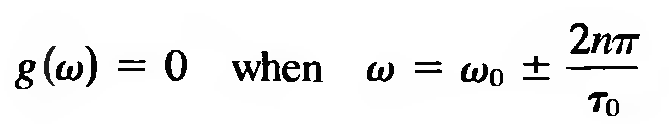 g(ω) = 0 when ω = ω₀ ± 2nπ/τ₀